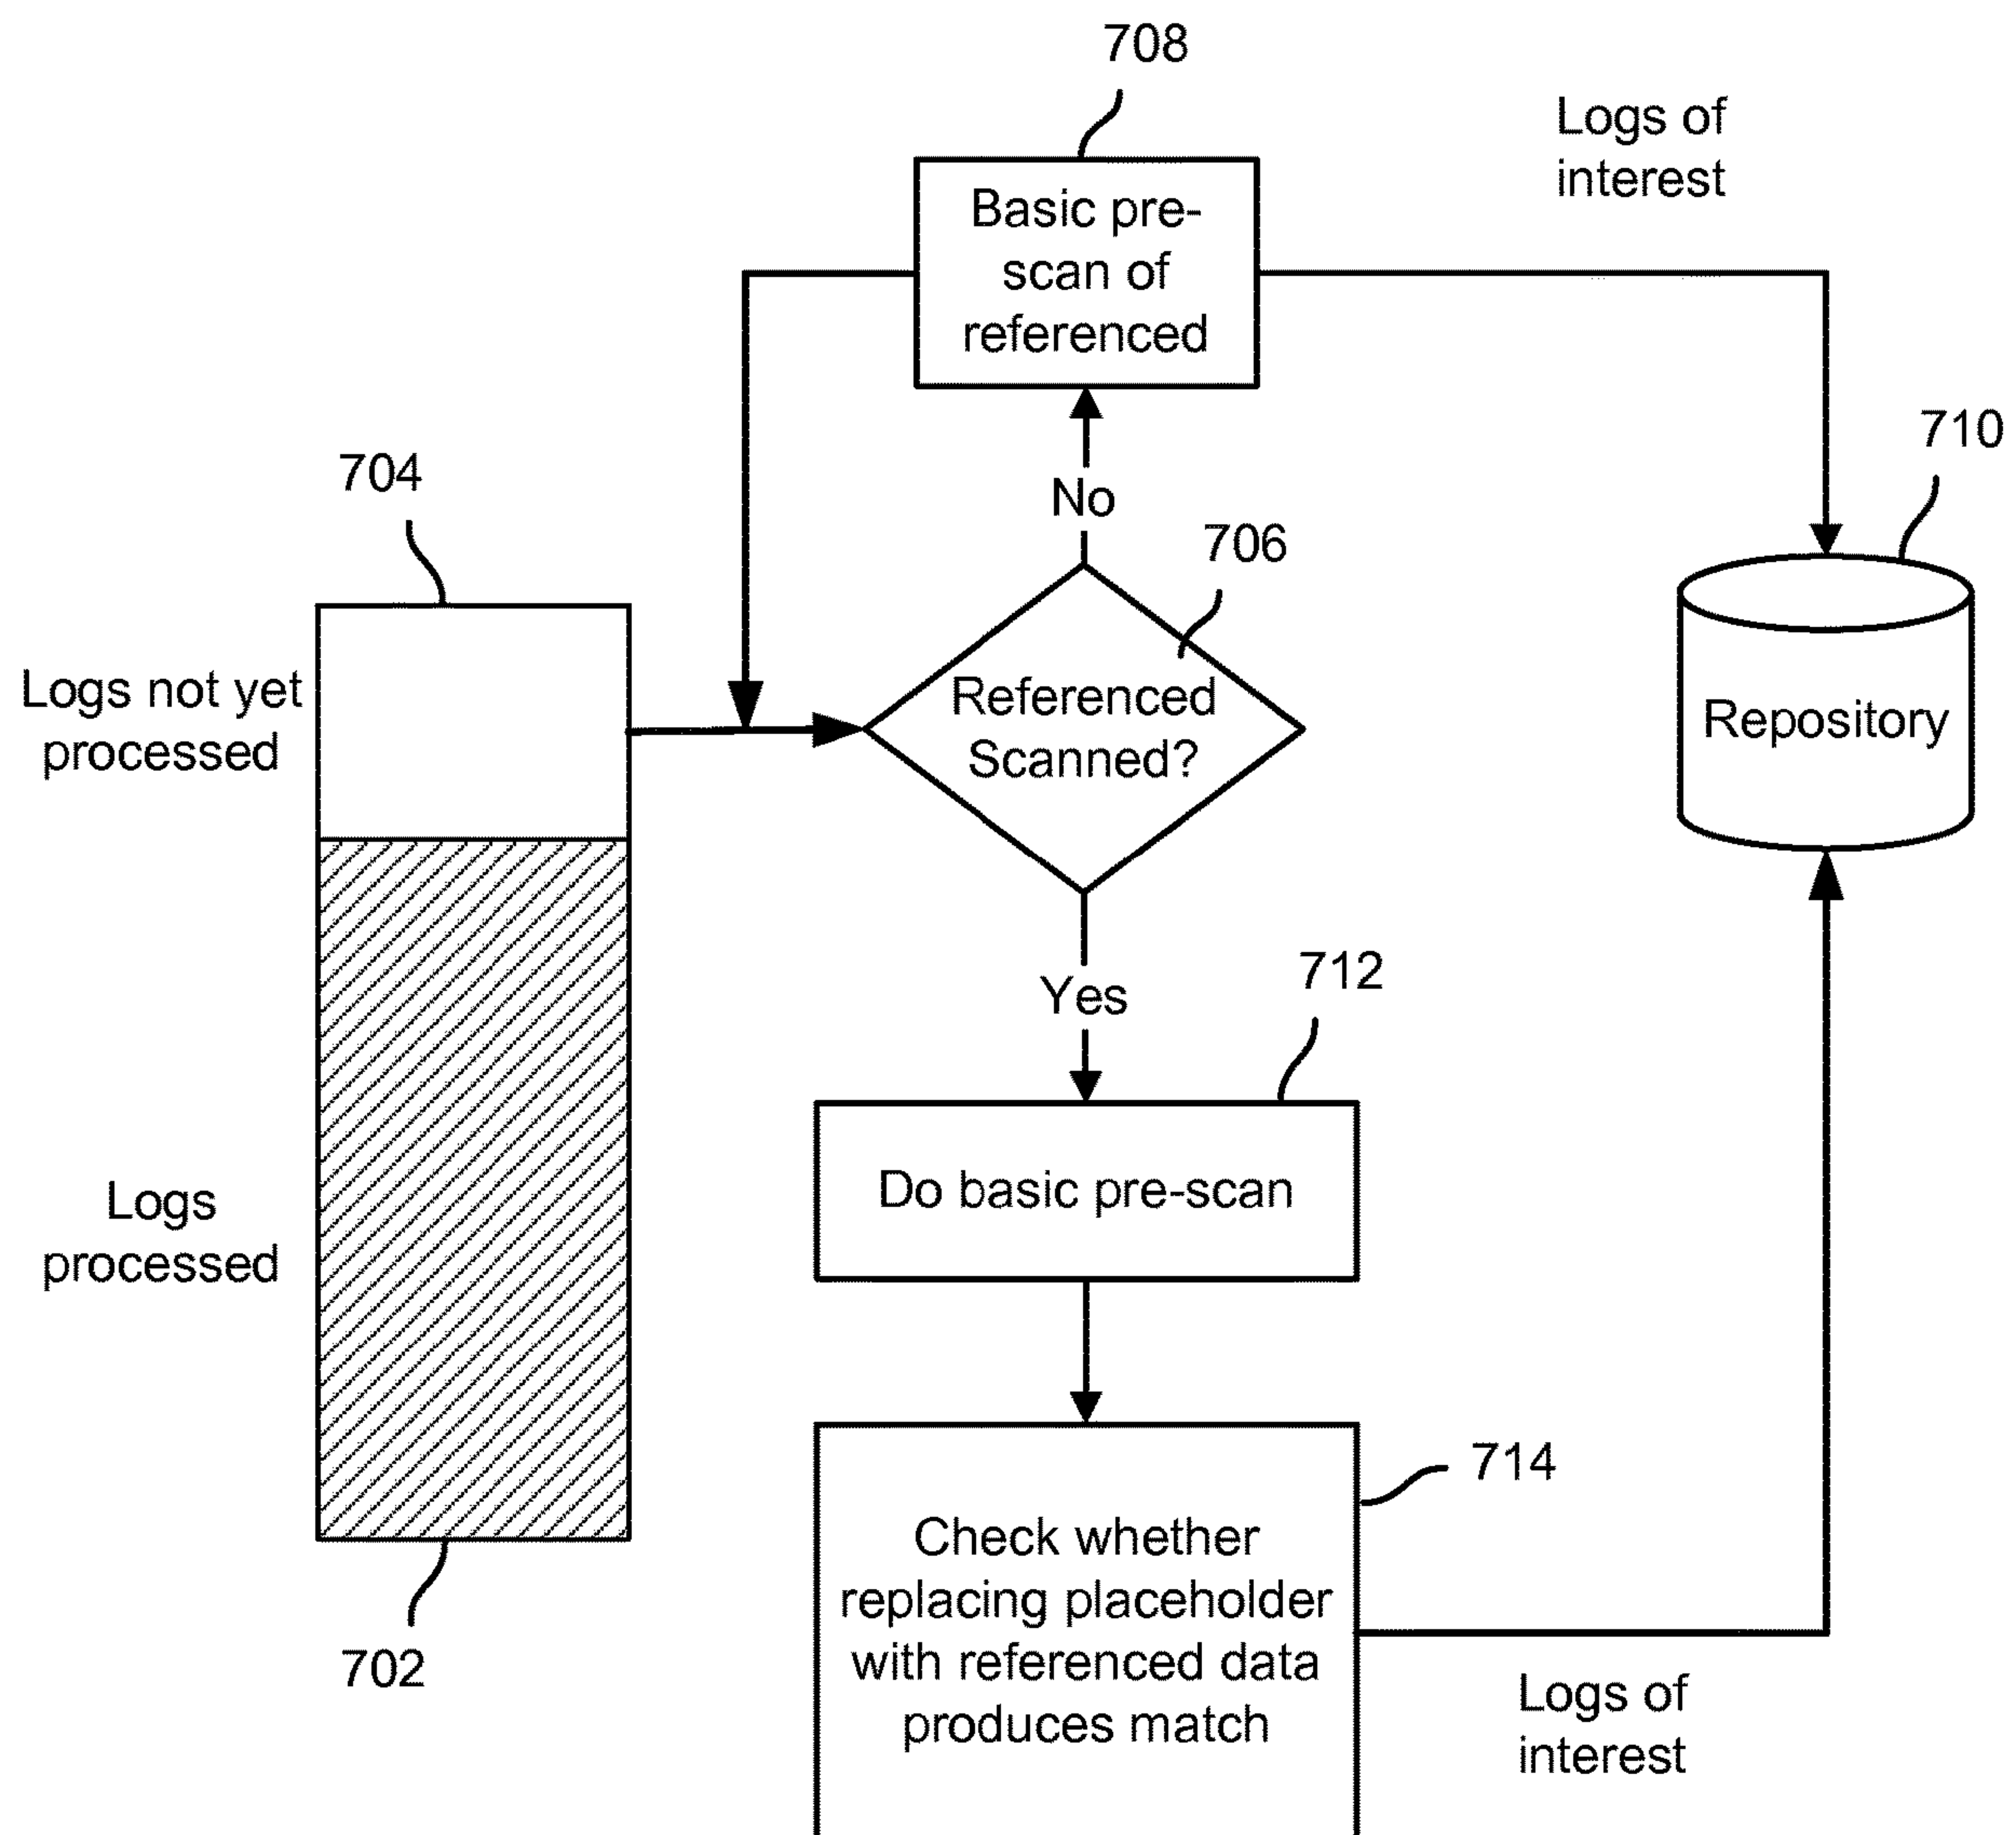 708
Logs of
interest
Basic pre-
scan of
referenced
710
704
No
706
Logs not yet
processed
Referenced
Scanned?
Repository
712
Yes
Do basic pre-scan
Logs
processed
714
Check whether
replacing placeholder
with referenced data
produces match
702
Logs of
interest